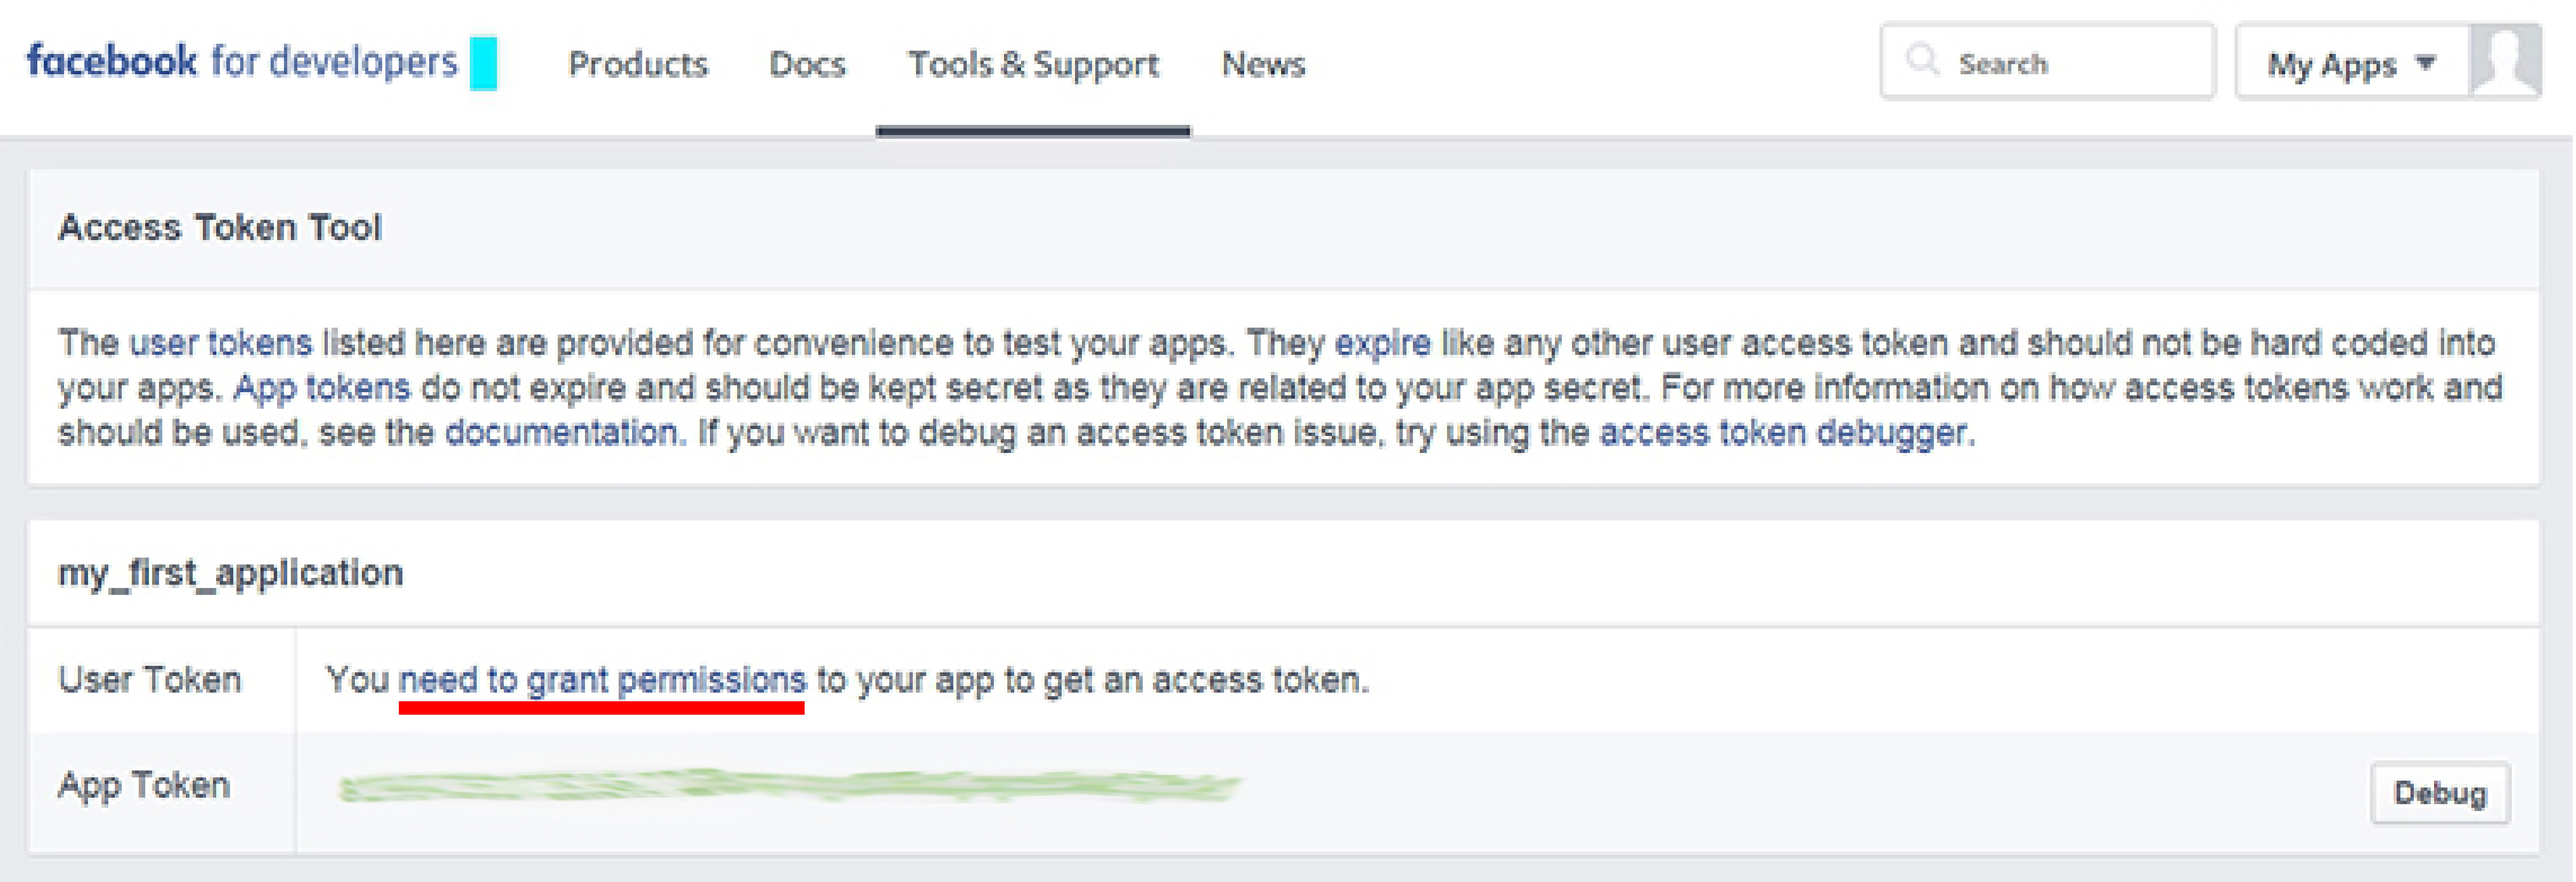 facebook for developers Products Docs Tools & Support News Search My Apps
Access Token Tool
The user tokens listed here are provided for convenience to test your apps. They expire like any other user access token and should not be hard coded into
your apps. App tokens do not expire and should be kept secret as they are related to your app secret. For more information on how access tokens work and
should be used, see the documentation. If you want to debug an access token issue, try using the access token debugger.
my_first_application
User Token You need to grant permissions to your app to get an access token.
App Token Debug